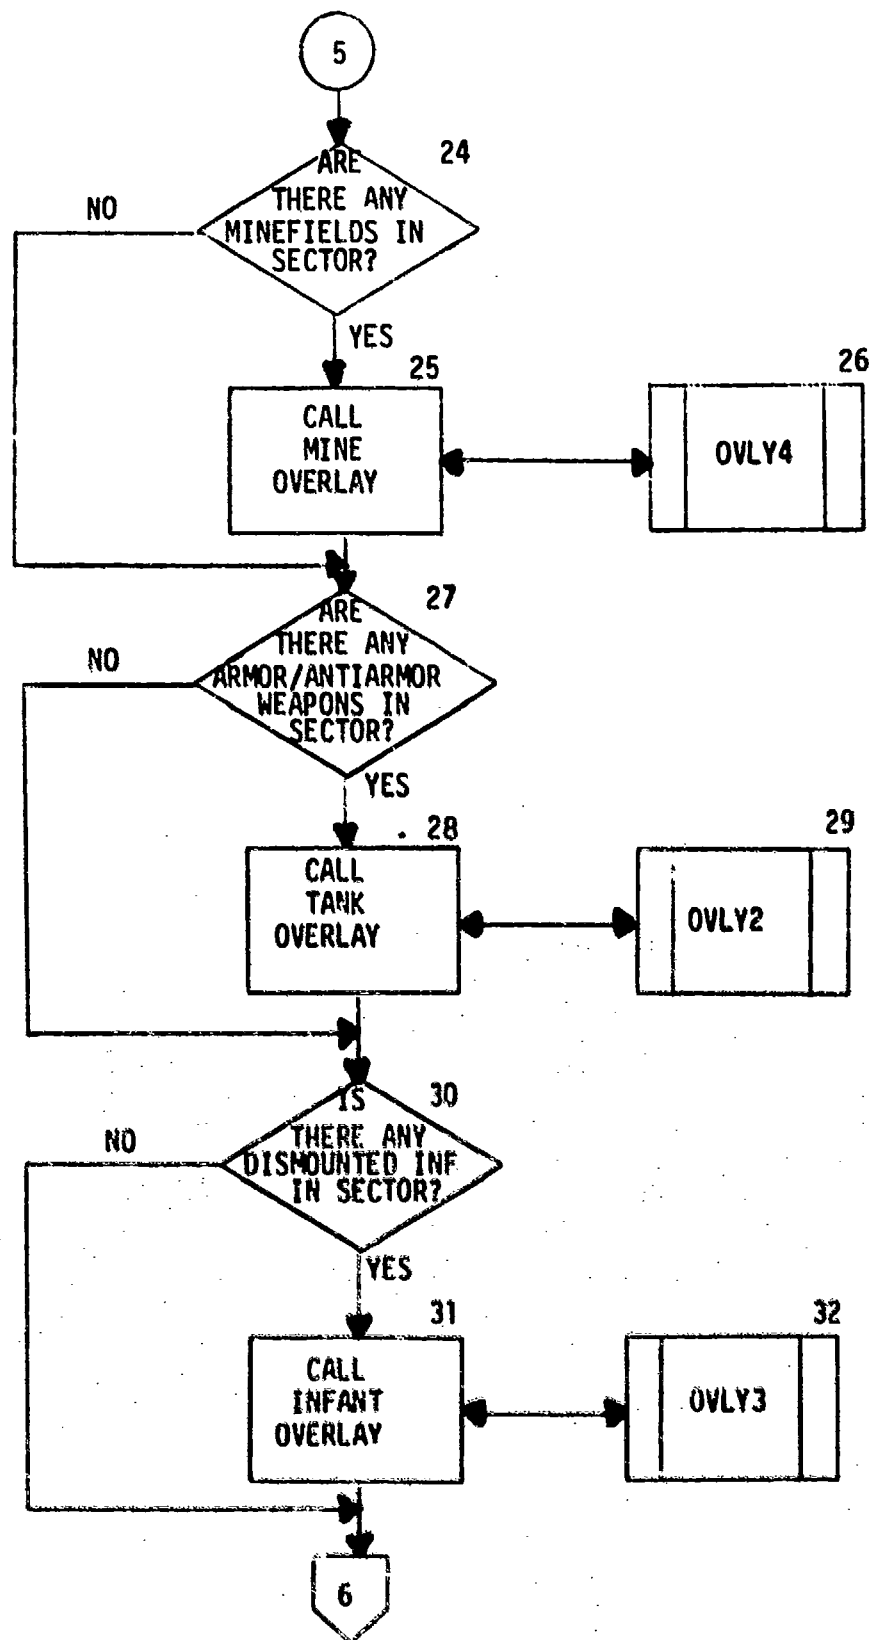 5
24
ARE
THERE ANY
MINEFIELDS IN
SECTOR?
NO
YES
25
CALL
MINE
OVERLAY
26
OVLY4
27
ARE
THERE ANY
ARMOR/ANTIARMOR
WEAPONS IN
SECTOR?
NO
YES
28
CALL
TANK
OVERLAY
29
OVLY2
30
IS
THERE ANY
DISMOUNTED INF
IN SECTOR?
NO
YES
31
CALL
INFANT
OVERLAY
32
OVLY3
6